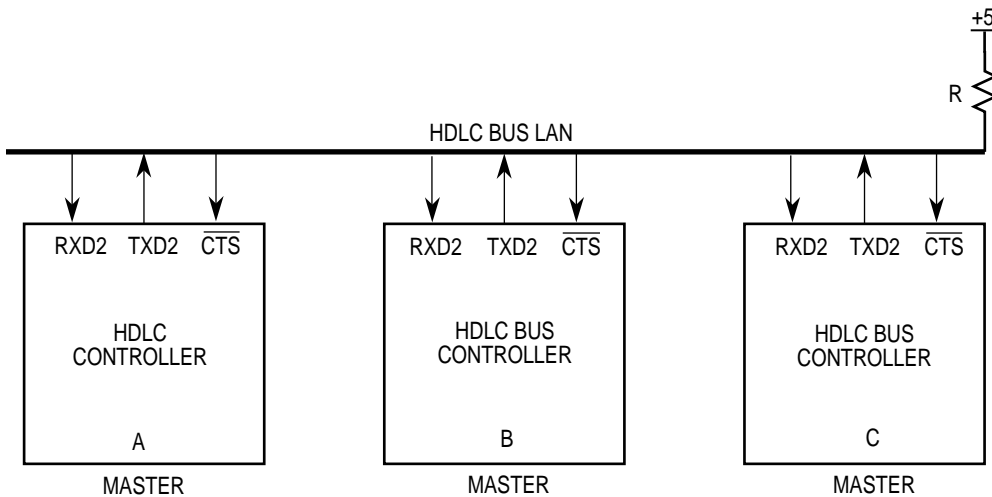 +5
R
HDLC BUS LAN
RXD2 TXD2 CTS
RXD2 TXD2 CTS
RXD2 TXD2 CTS
HDLC
CONTROLLER
HDLC BUS
CONTROLLER
HDLC BUS
CONTROLLER
A
B
C
MASTER
MASTER
MASTER